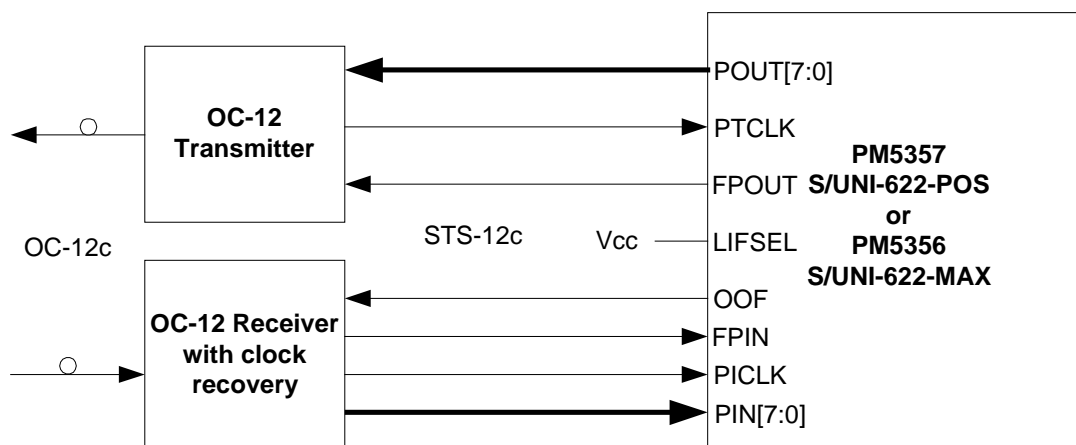 OC-12
Transmitter
OC-12c
OC-12 Receiver
with clock
recovery
STS-12c
Vcc
POUT[7:0]
PTCLK
FPOUT
LIFSEL
OOF
FPIN
PICLK
PIN[7:0]
PM5357
S/UNI-622-POS
or
PM5356
S/UNI-622-MAX